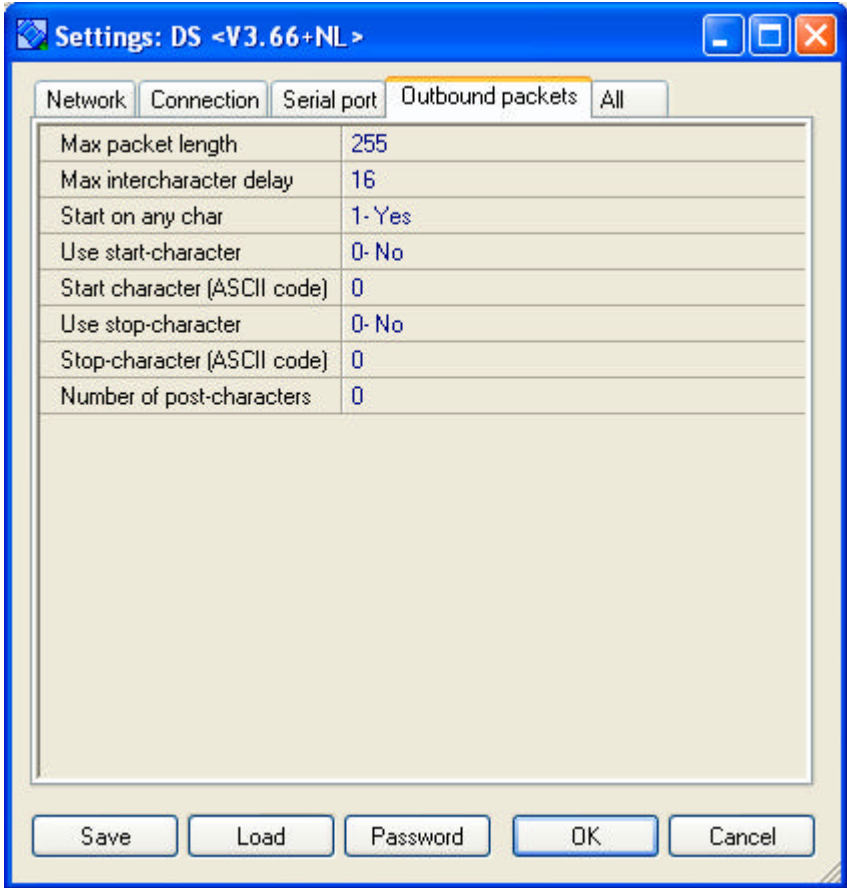 Settings: DS <V3.66+NL>
Network Connection Serial port Outbound packets All
Max packet length 255
Max intercharacter delay 16
Start on any char 1- Yes
Use start-character 0- No
Start character (ASCII code) 0
Use stop-character 0- No
Stop-character (ASCII code) 0
Number of post-characters 0
Save Load Password OK Cancel